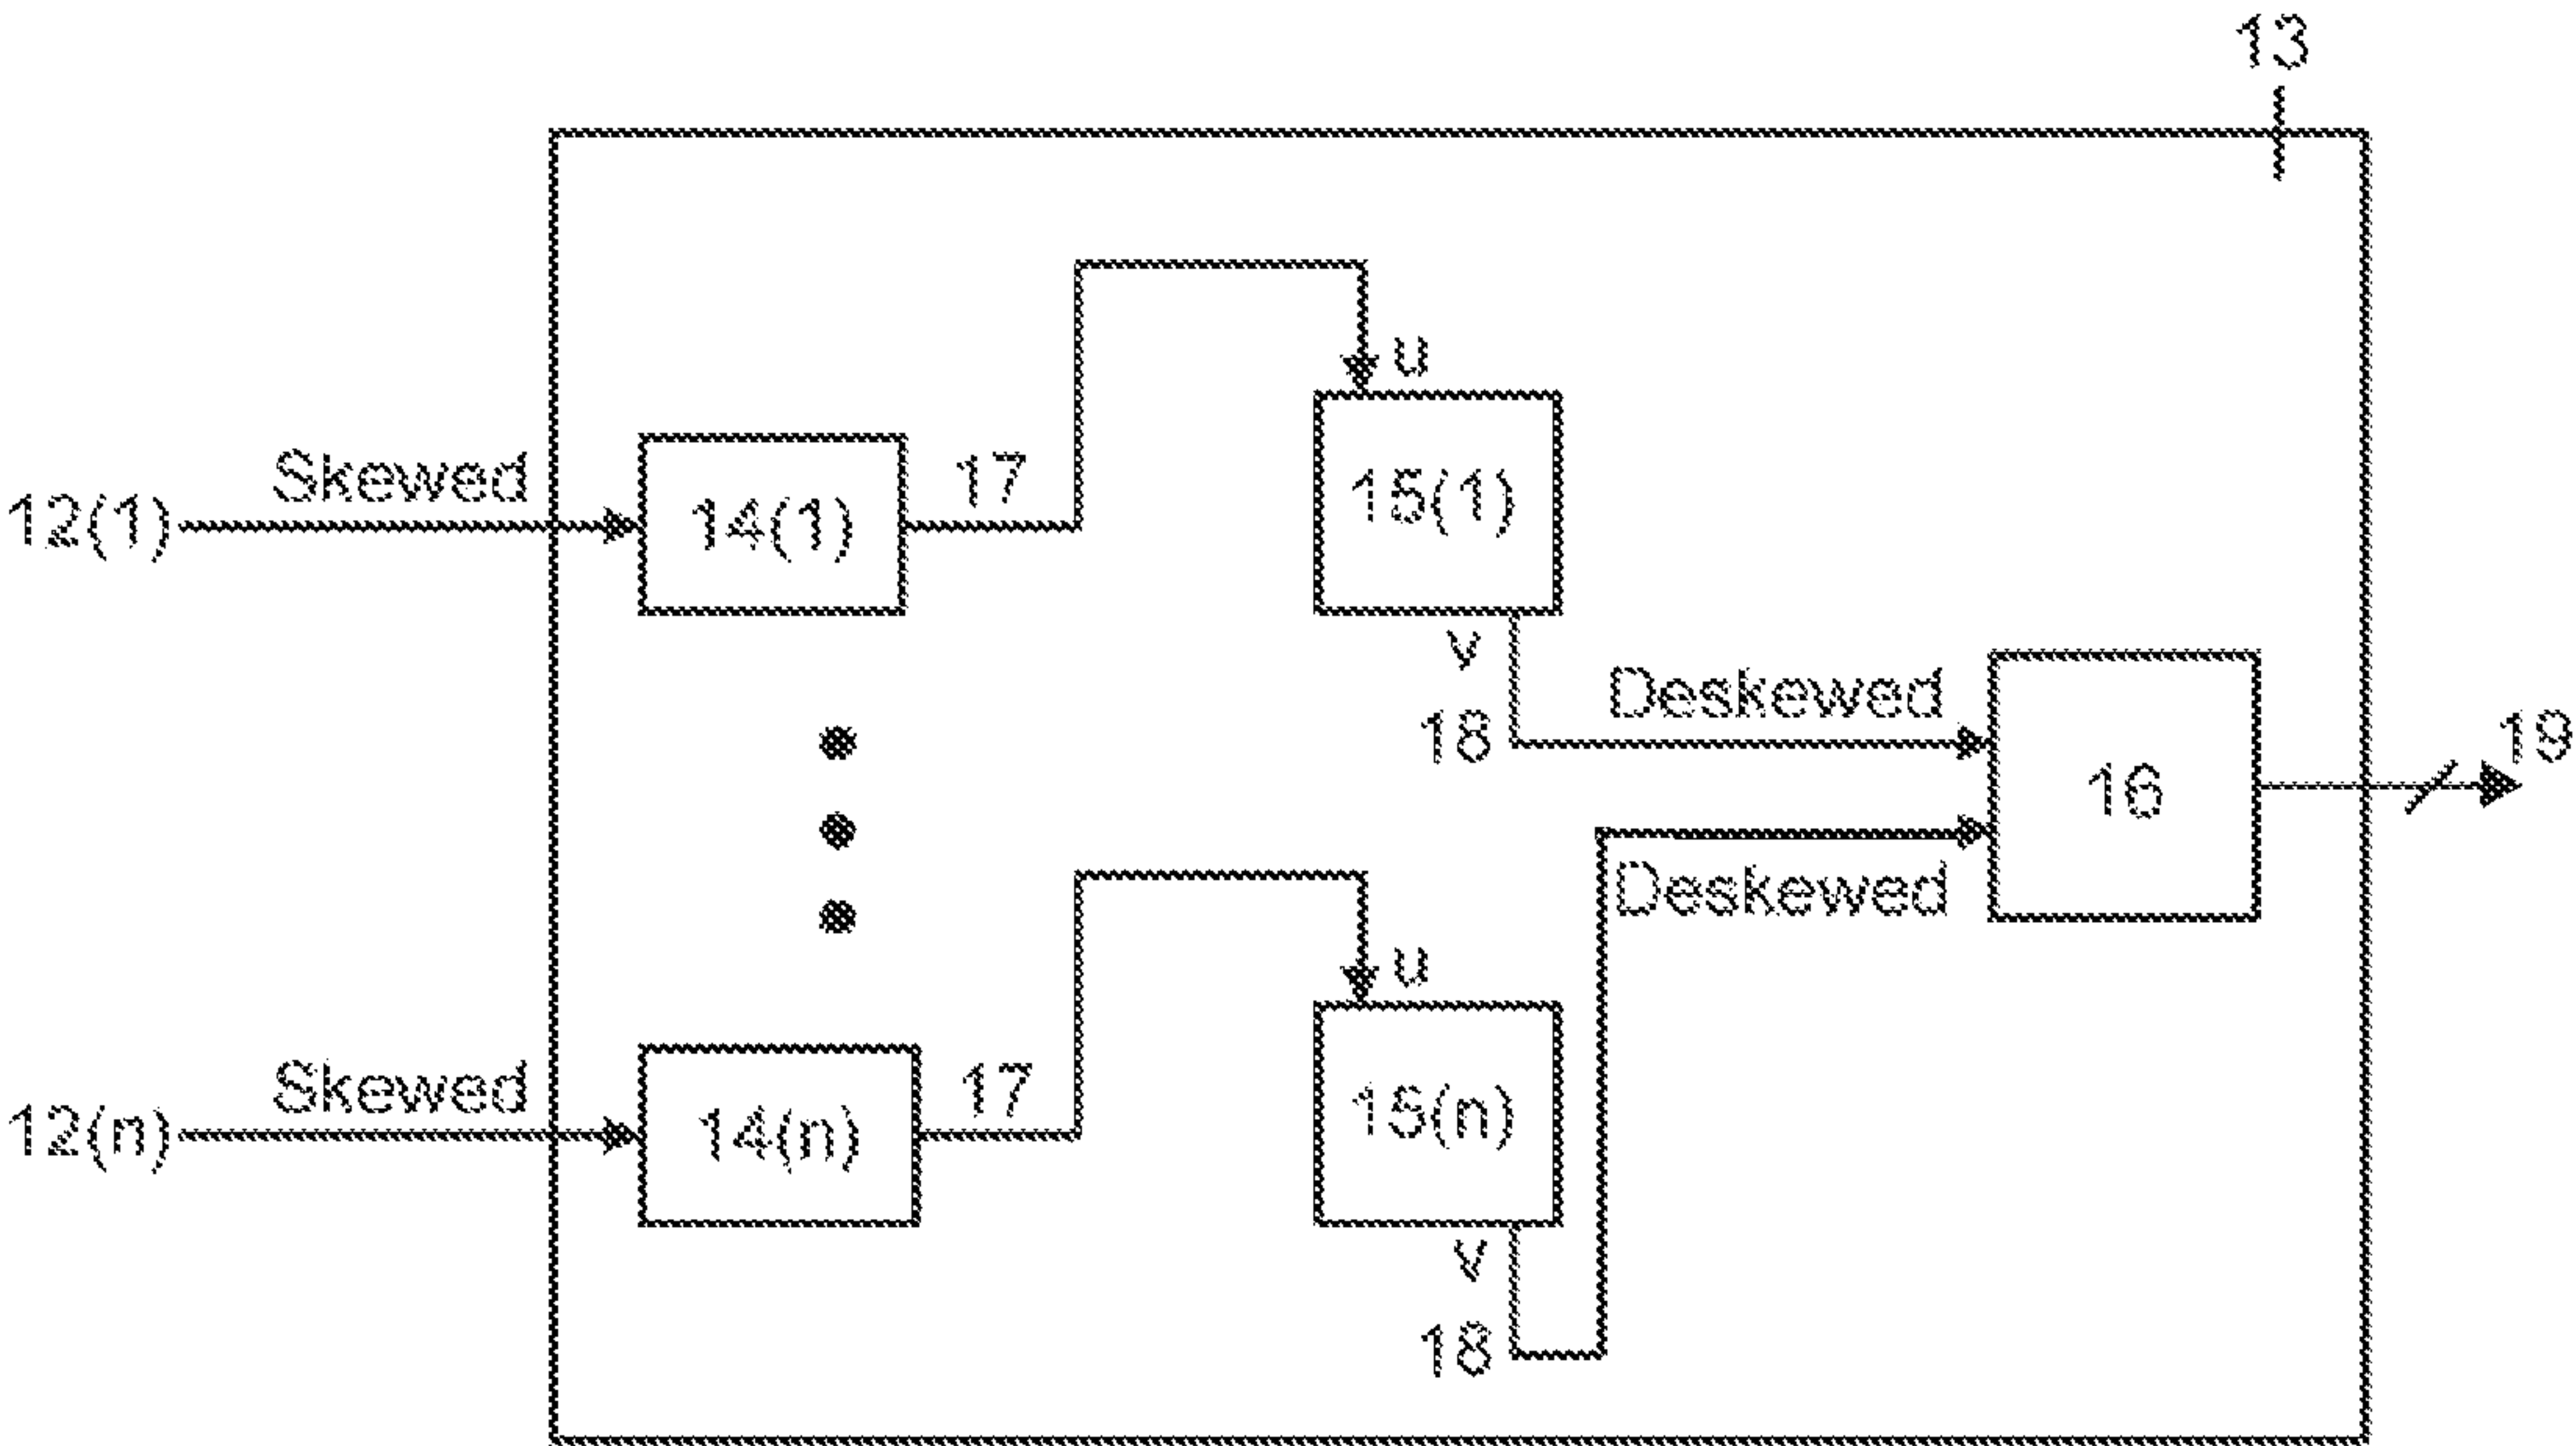 13
u
Skewed
17
15(1)
12(1)
14(1)
v
Deskewed
18
19
16
Deskewed
u
Skewed
17
15(n)
12(n)
14(n)
v
18